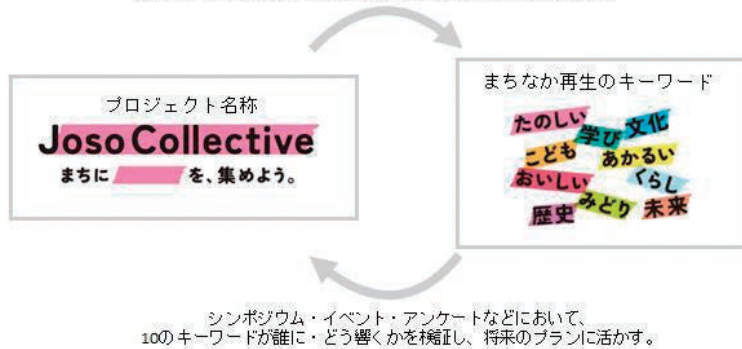 プロジェクト名称
Joso Collective
まちに を、集めよう。
まちなか再生のキーワード
たのしい 学び 文化
こども あかるい
おいしい くらし
歴史 みどり 未来
シンポジウム・イベント・アンケートなどにおいて、
10のキーワードが誰に・どう響くかを検証し、将来のプランに活かす。